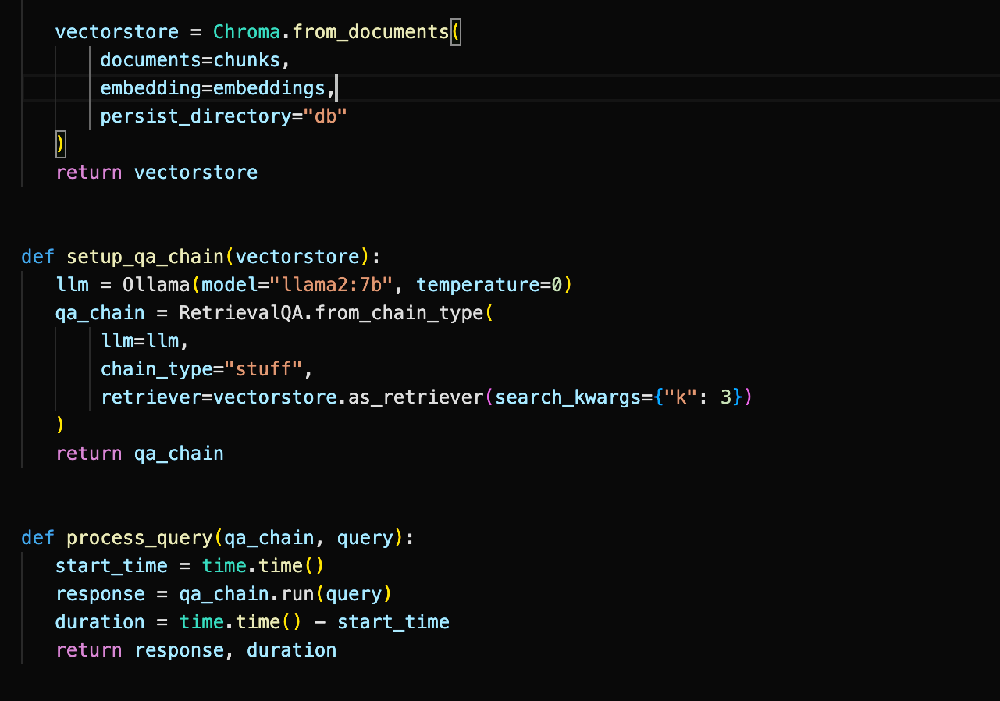 vectorstore = Chroma.from_documents(
documents=chunks,
embedding=embeddings,
persist_directory="db"
)
return vectorstore
def setup_qa_chain(vectorstore):
llm = Ollama(model="llama2:7b", temperature=0)
qa_chain = RetrievalQA.from_chain_type(
llm=llm,
chain_type="stuff",
retriever=vectorstore.as_retriever(search_kwargs={"k": 3})
)
return qa_chain
def process_query(qa_chain, query):
start_time = time.time()
response = qa_chain.run(query)
duration = time.time() - start_time
return response, duration